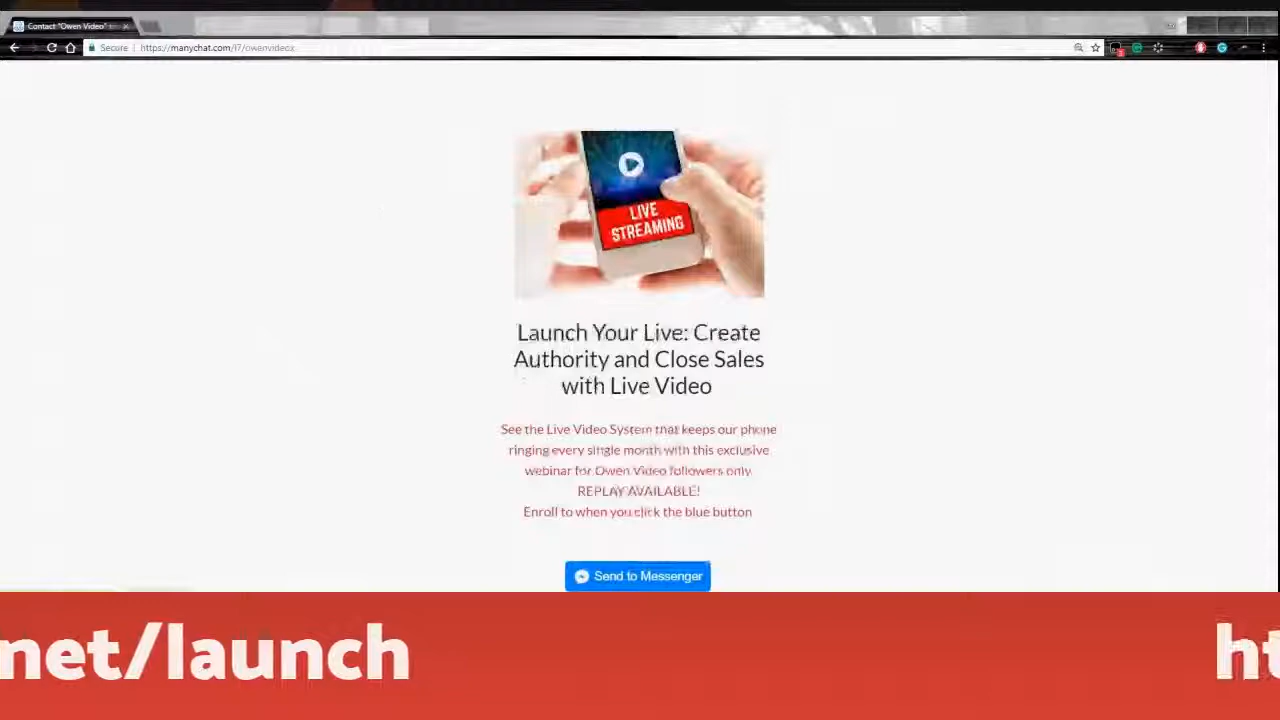 Contact "Owen Video"
Secure
https://manychat.com/l7/owenvideo
LIVE
STREAMING
Launch Your Live: Create
Authority and Close Sales
with Live Video
See the Live Video System that keeps our phone
ringing every single month with this exclusive
webinar for Owen Video followers only
REPLAY AVAILABLE!
Enroll to when you click the blue button
Send to Messenger
net/launch
ht